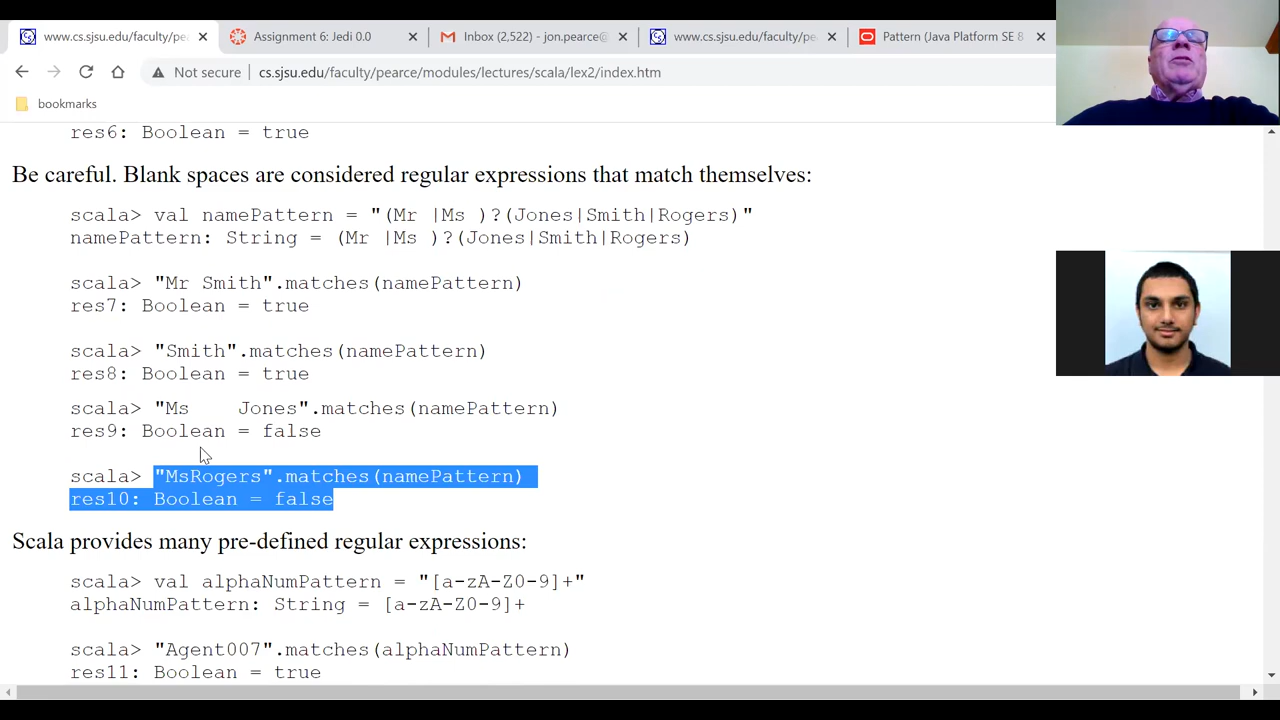 www.cs.sjsu.edu/faculty/pea
Assignment 6: Jedi 0.0
Inbox (2,522) - jon.pearce@
www.cs.sjsu.edu/faculty/pe
Pattern (Java Platform SE 8
Not secure
cs.sjsu.edu/faculty/pearce/modules/lectures/scala/lex2/index.htm
bookmarks
res6: Boolean = true
Be careful. Blank spaces are considered regular expressions that match themselves:
scala> val namePattern = "(Mr |Ms )?(Jones|Smith|Rogers)"
namePattern: String = (Mr |Ms )?(Jones|Smith|Rogers)
scala> "Mr Smith".matches(namePattern)
res7: Boolean = true
scala> "Smith".matches(namePattern)
res8: Boolean = true
scala> "Ms    Jones".matches(namePattern)
res9: Boolean = false
scala> "MsRogers".matches(namePattern)
res10: Boolean = false
Scala provides many pre-defined regular expressions:
scala> val alphaNumPattern = "[a-zA-Z0-9]+"
alphaNumPattern: String = [a-zA-Z0-9]+
scala> "Agent007".matches(alphaNumPattern)
res11: Boolean = true